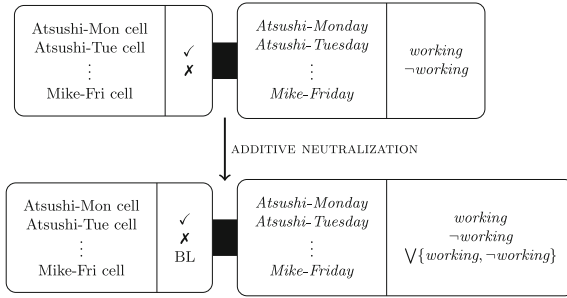 Atsushi-Mon cell
Atsushi-Tue cell
⋮
Mike-Fri cell
✓
✗
Atsushi-Monday
Atsushi-Tuesday
⋮
Mike-Friday
working
¬working
ADDITIVE NEUTRALIZATION
Atsushi-Mon cell
Atsushi-Tue cell
⋮
Mike-Fri cell
✓
✗
BL
Atsushi-Monday
Atsushi-Tuesday
⋮
Mike-Friday
working
¬working
⋁{working, ¬working}